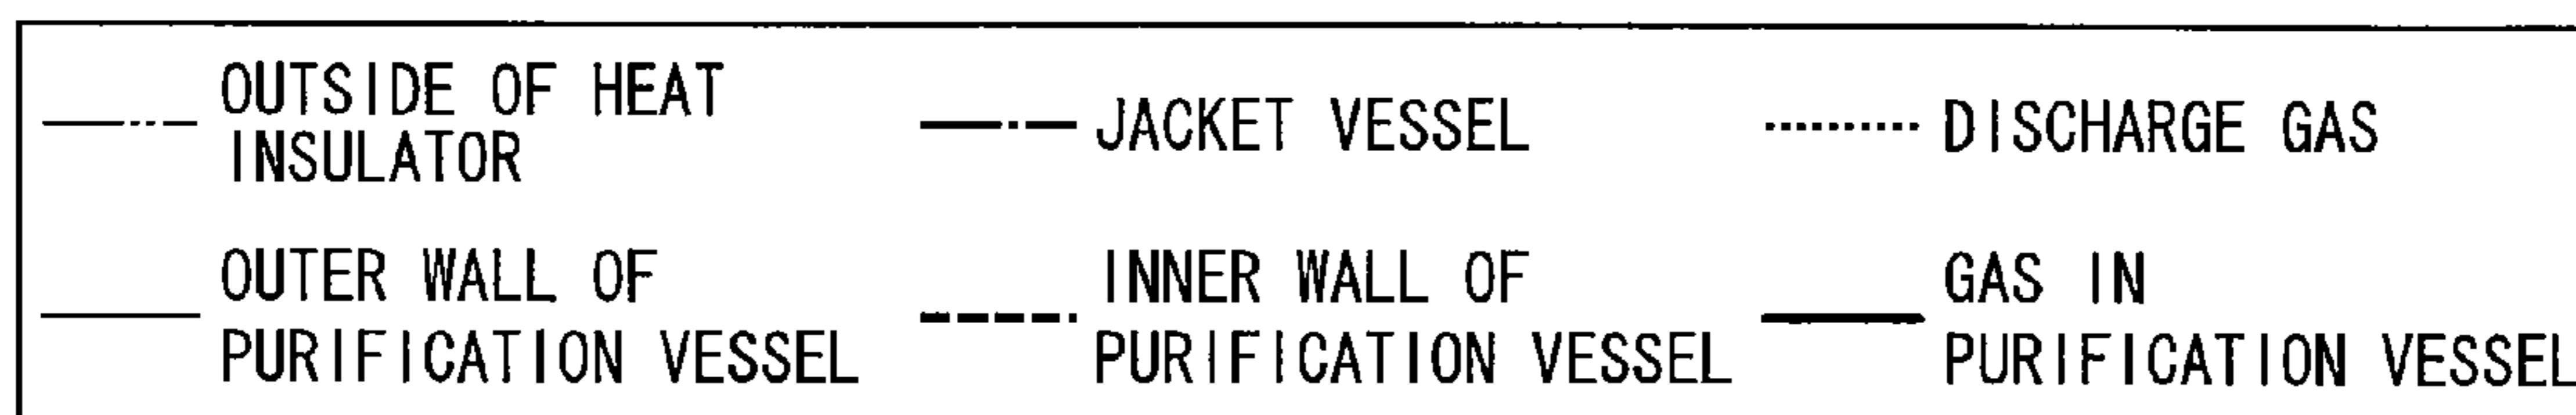 OUTSIDE OF HEAT
INSULATOR
JACKET VESSEL
DISCHARGE GAS
OUTER WALL OF
PURIFICATION VESSEL
INNER WALL OF
PURIFICATION VESSEL
GAS IN
PURIFICATION VESSEL